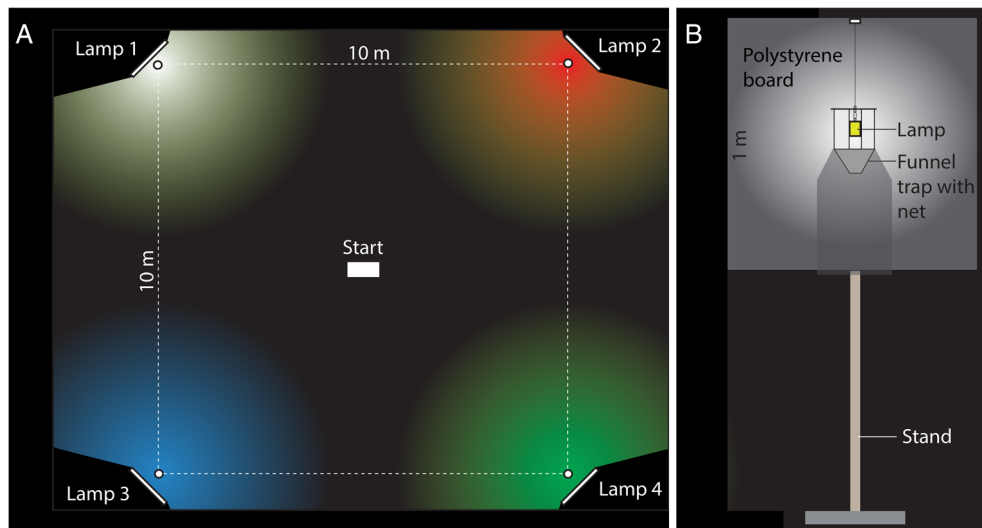 A
Lamp 1
10 m
Lamp 2
10 m
Start
Lamp 3
Lamp 4
B
Polystyrene
board
1 m
Lamp
Funnel
trap with
net
Stand